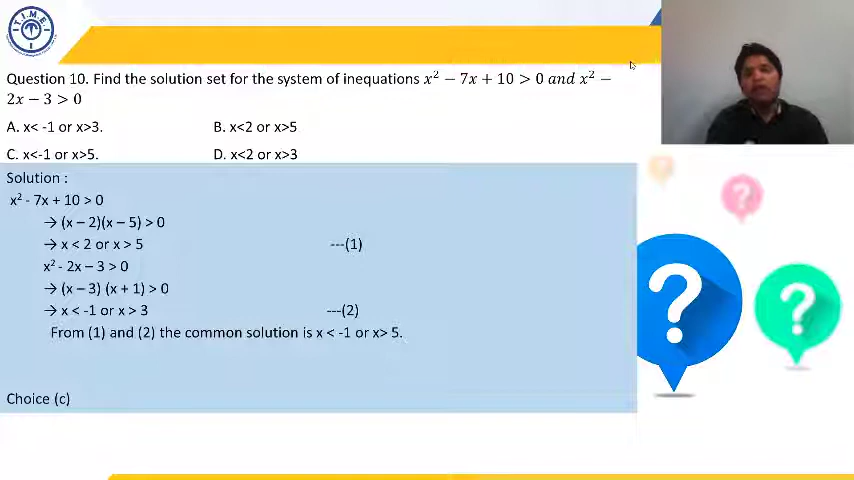 T.I.M.E.
Question 10. Find the solution set for the system of inequations x² − 7x + 10 > 0 and x² −
2x − 3 > 0
A. x< -1 or x>3. B. x<2 or x>5
C. x<-1 or x>5. D. x<2 or x>3
Solution :
x² - 7x + 10 > 0
→ (x – 2)(x – 5) > 0
→ x < 2 or x > 5 ---(1)
x² - 2x – 3 > 0
→ (x – 3) (x + 1) > 0
→ x < -1 or x > 3 ---(2)
From (1) and (2) the common solution is x < -1 or x> 5.
Choice (c)